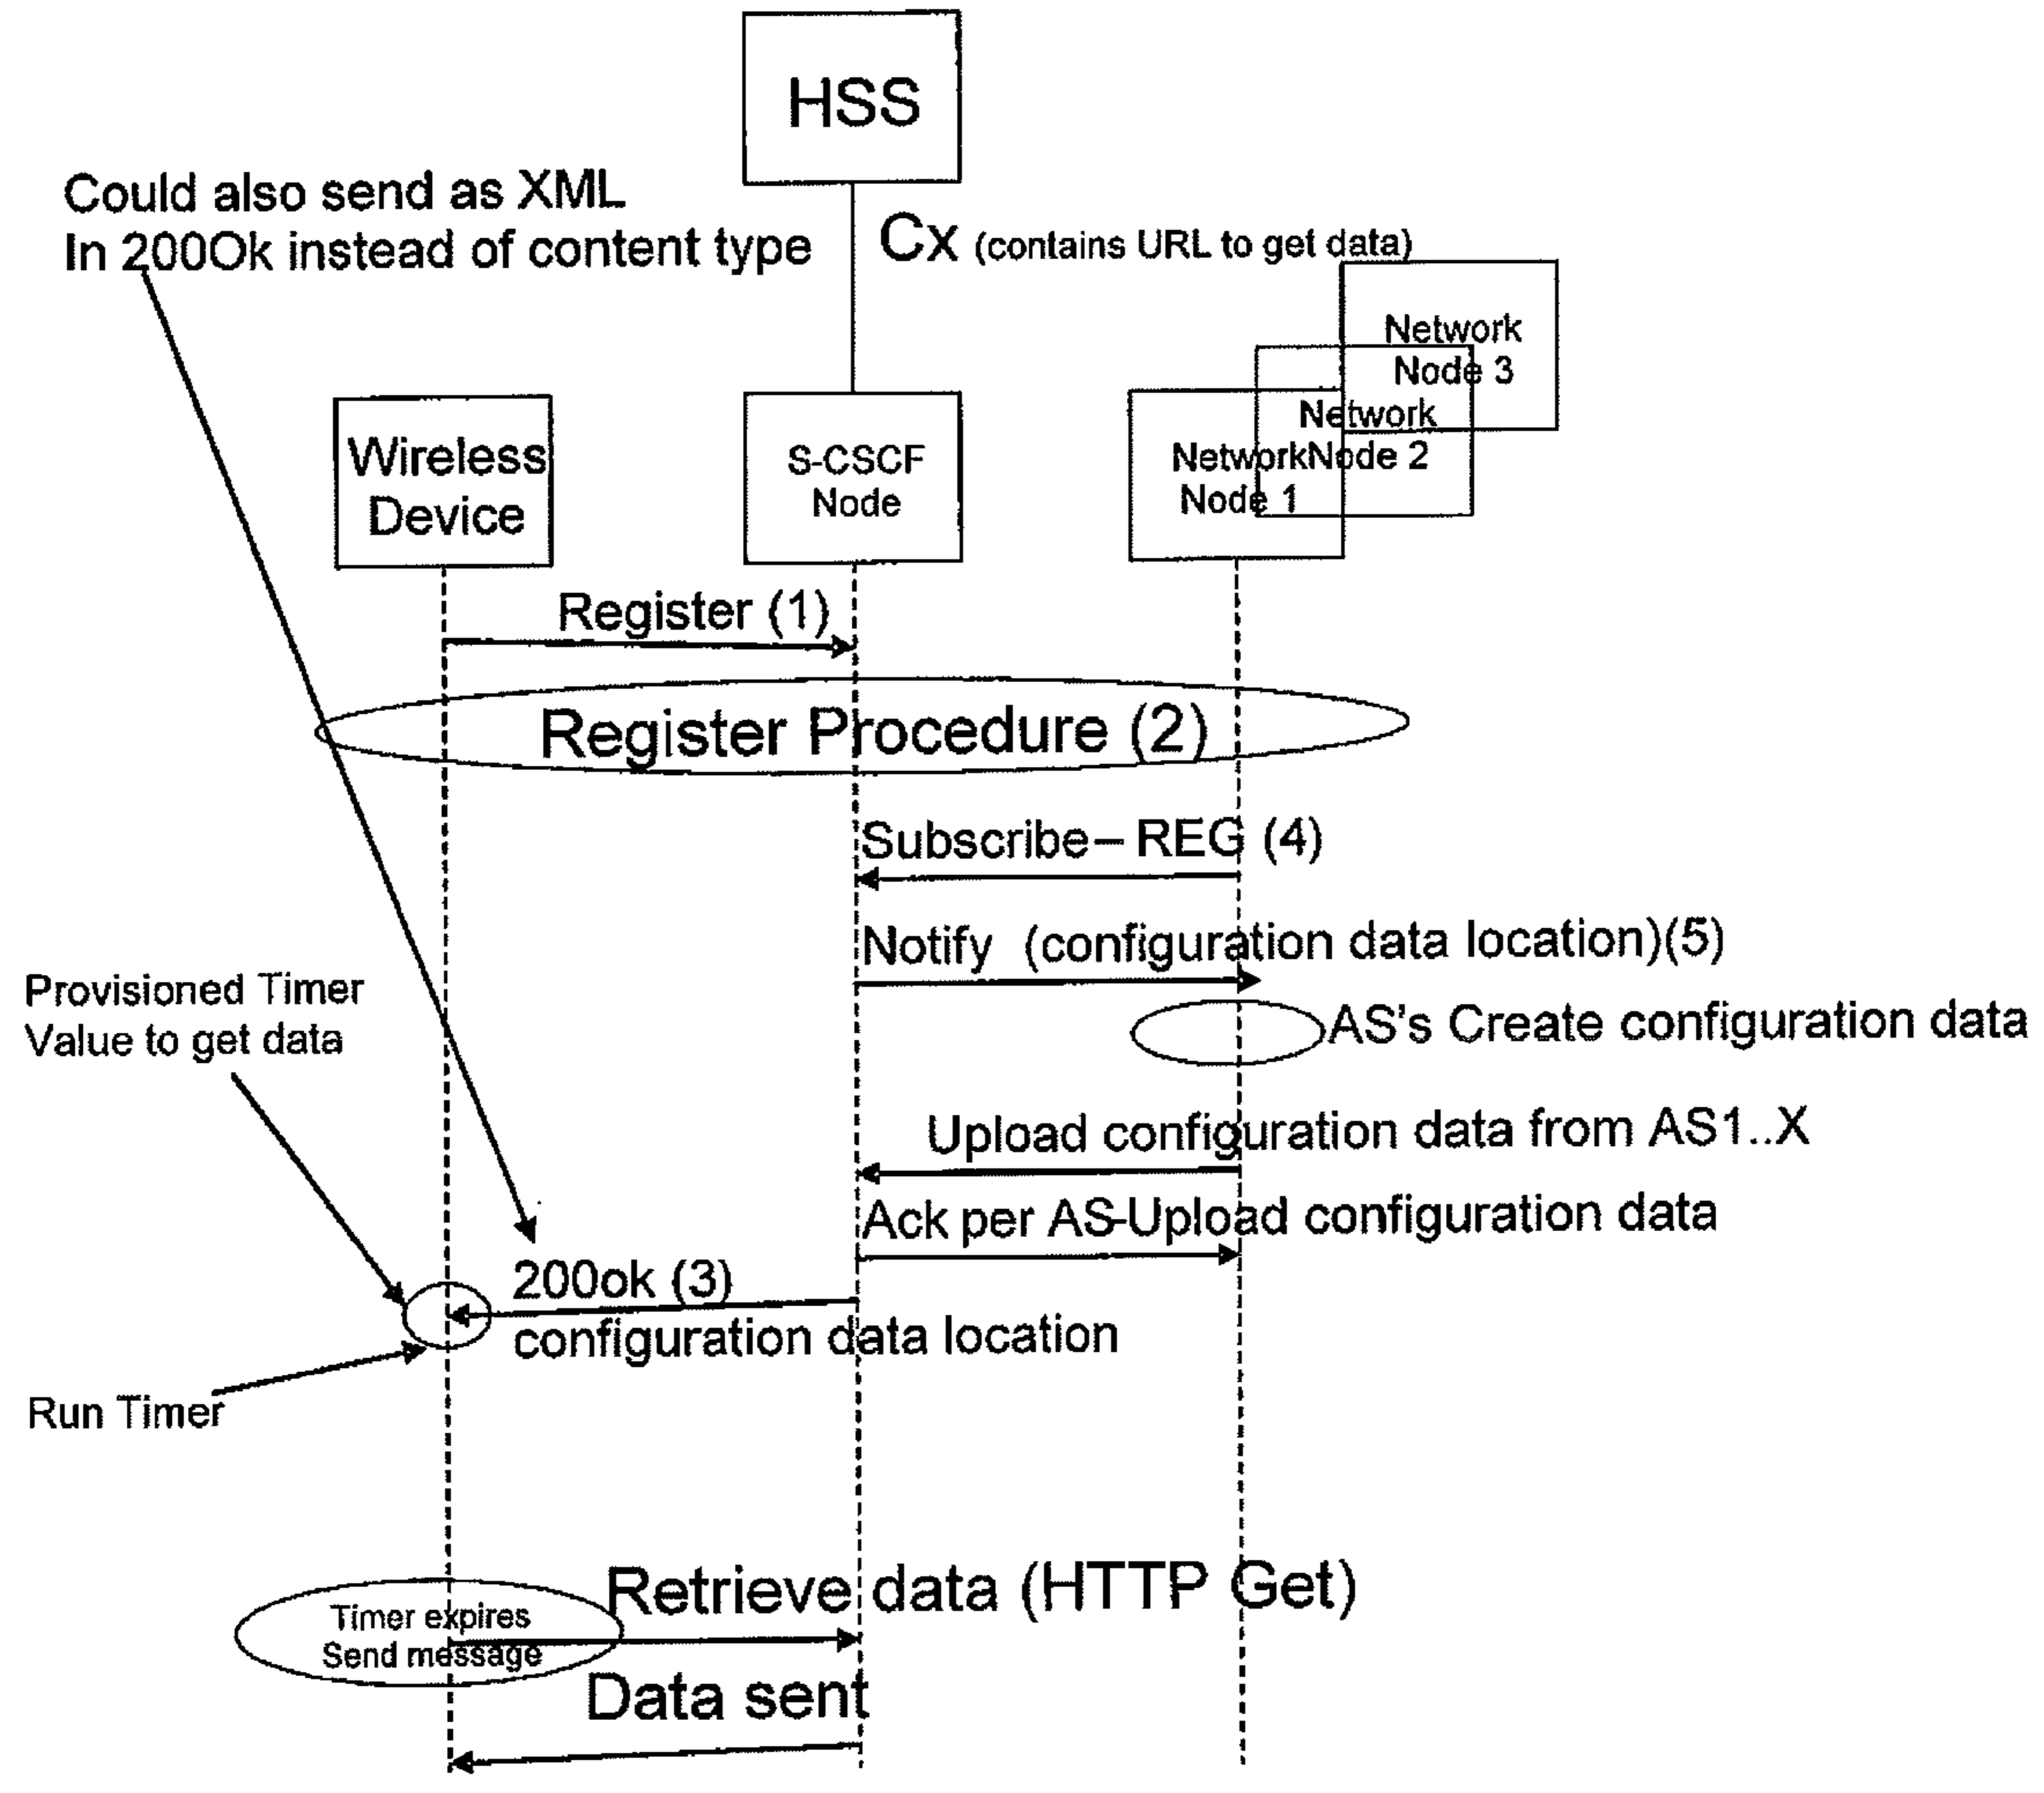 HSS
Could also send as XML
In 200Ok instead of content type
Cx (contains URL to get data)
Network
Node 3
Network
Node 2
Network
Node 1
Wireless
Device
S-CSCF
Node
Register (1)
Register Procedure (2)
Subscribe– REG (4)
Notify (configuration data location)(5)
Provisioned Timer
Value to get data
AS's Create configuration data
Upload configuration data from AS1..X
Ack per AS-Upload configuration data
200ok (3)
configuration data location
Run Timer
Retrieve data (HTTP Get)
Timer expires
Send message
Data sent